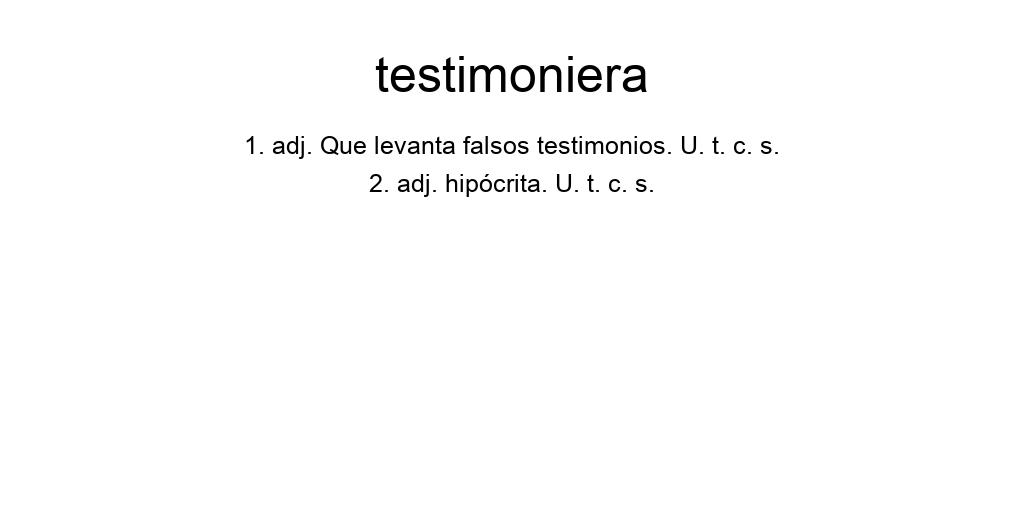 testimoniera
1. adj. Que levanta falsos testimonios. U. t. c. s.
2. adj. hipócrita. U. t. c. s.